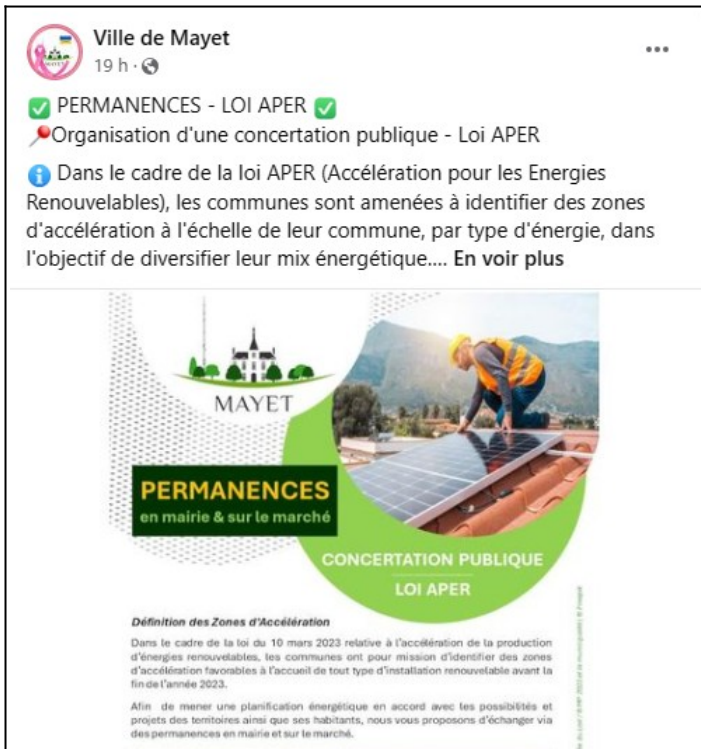 Ville de Mayet
19 h ·
PERMANENCES - LOI APER
Organisation d'une concertation publique - Loi APER
Dans le cadre de la loi APER (Accélération pour les Energies
Renouvelables), les communes sont amenées à identifier des zones
d'accélération à l'échelle de leur commune, par type d'énergie, dans
l'objectif de diversifier leur mix énergétique.... En voir plus
MAYET
PERMANENCES
en mairie & sur le marché
CONCERTATION PUBLIQUE
LOI APER
Définition des Zones d'Accélération
Dans le cadre de la loi du 10 mars 2023 relative à l'accélération de la production
d'énergies renouvelables, les communes ont pour mission d'identifier des zones
d'accélération favorables à l'accueil de tout type d'installation renouvelable avant la
fin de l'année 2023.
Afin de mener une planification énergétique en accord avec les possibilités et
projets des territoires ainsi que ses habitants, nous vous proposons d'échanger via
des permanences en mairie et sur le marché.